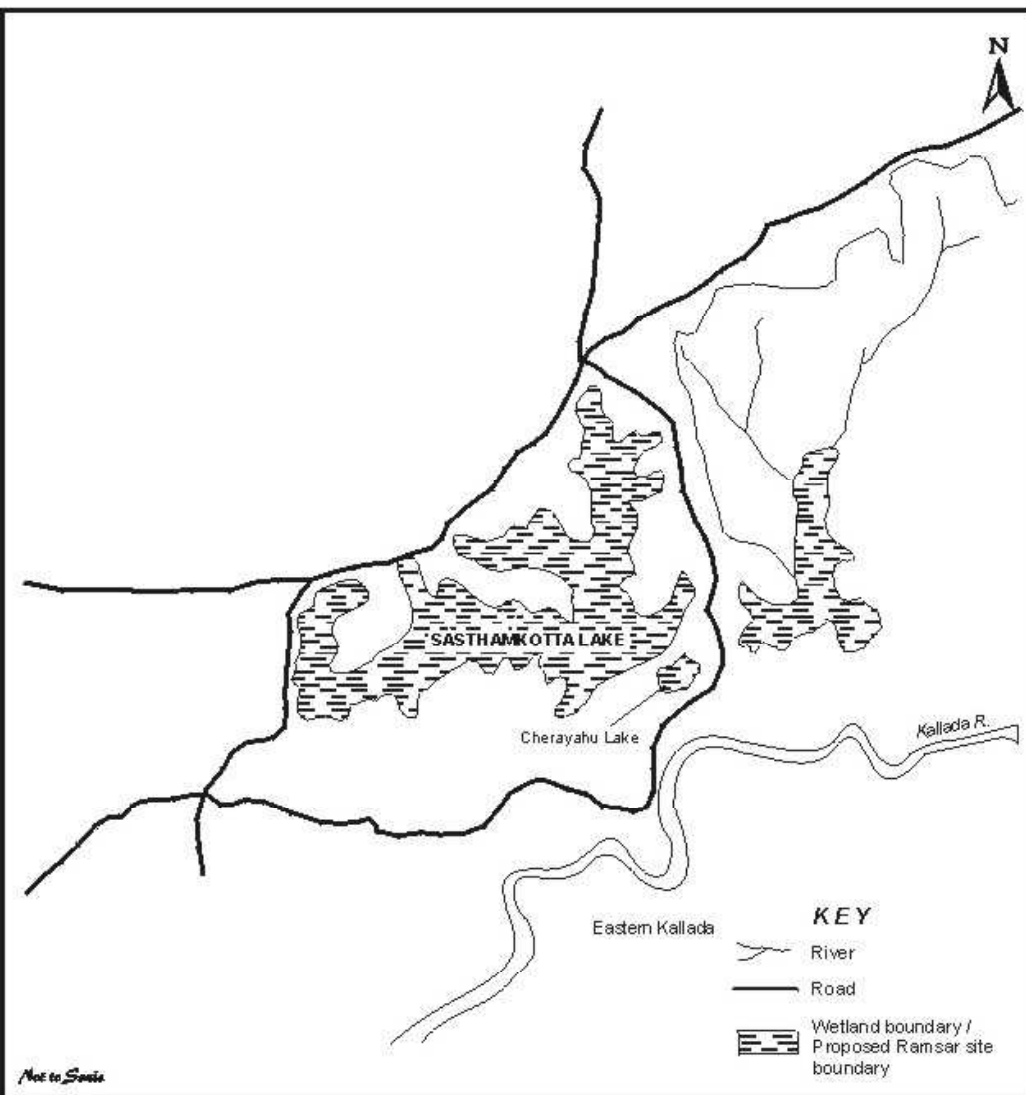 N
SASTHAMKOTTA LAKE
Cherayahu Lake
Kallada R.
Eastern Kallada
KEY
River
Road
Wetland boundary /
Proposed Ramsar site
boundary
Not to Scale